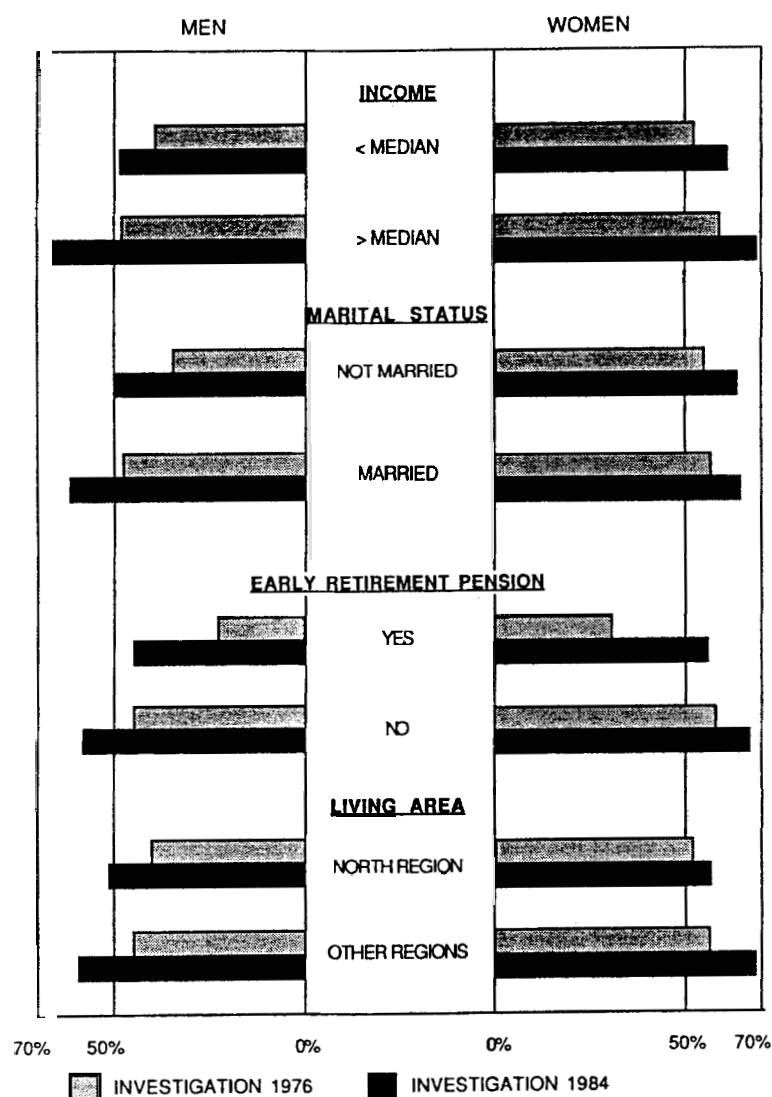 MEN WOMEN
INCOME
< MEDIAN
> MEDIAN
MARITAL STATUS
NOT MARRIED
MARRIED
EARLY RETIREMENT PENSION
YES
NO
LIVING AREA
NORTH REGION
OTHER REGIONS
70% 50% 0% 0% 50% 70%
INVESTIGATION 1976 INVESTIGATION 1984